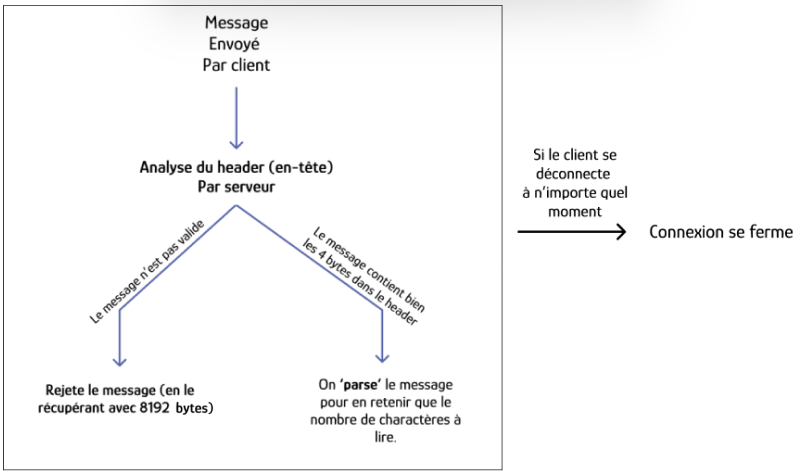 Message
Envoyé
Par client
Analyse du header (en-tête)
Par serveur
Le message n'est pas valide
Le message contient bien
les 4 bytes dans le header
Rejete le message (en le
récupérant avec 8192 bytes)
On 'parse' le message
pour en retenir que le
nombre de charactères à
lire.
Si le client se
déconnecte
à n'importe quel
moment
Connexion se ferme